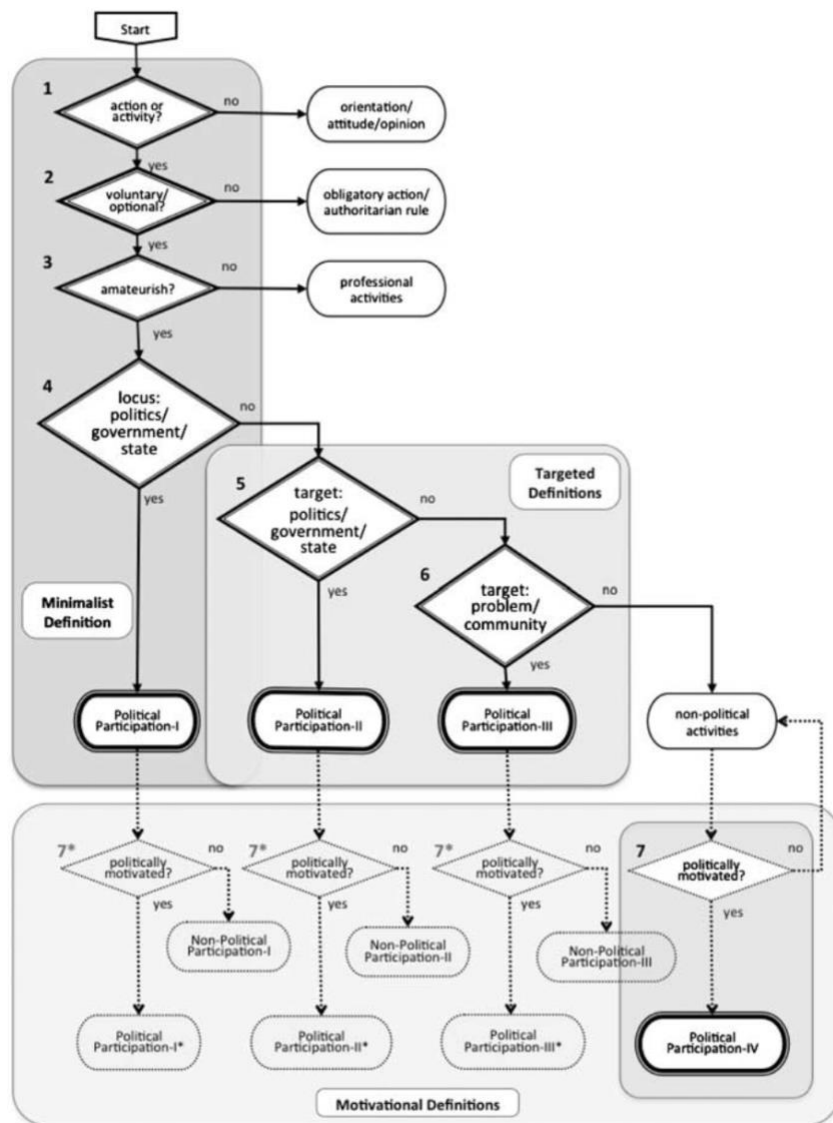 Start
1
action or
activity?
no
orientation/
attitude/opinion
yes
2
voluntary/
optional?
no
obligatory action/
authoritarian rule
yes
3
amateurish?
no
professional
activities
yes
4
locus:
politics/
government/
state
no
yes
Targeted
Definitions
5
target:
politics/
government/
state
no
yes
6
target:
problem/
community
no
yes
Minimalist
Definition
Political
Participation-I
Political
Participation-II
Political
Participation-III
non-political
activities
7*
politically
motivated?
no
yes
Non-Political
Participation-I
Political
Participation-I*
7*
politically
motivated?
no
yes
Non-Political
Participation-II
Political
Participation-II*
7*
politically
motivated?
no
yes
Non-Political
Participation-III
Political
Participation-III*
7
politically
motivated?
no
yes
Political
Participation-IV
Motivational Definitions